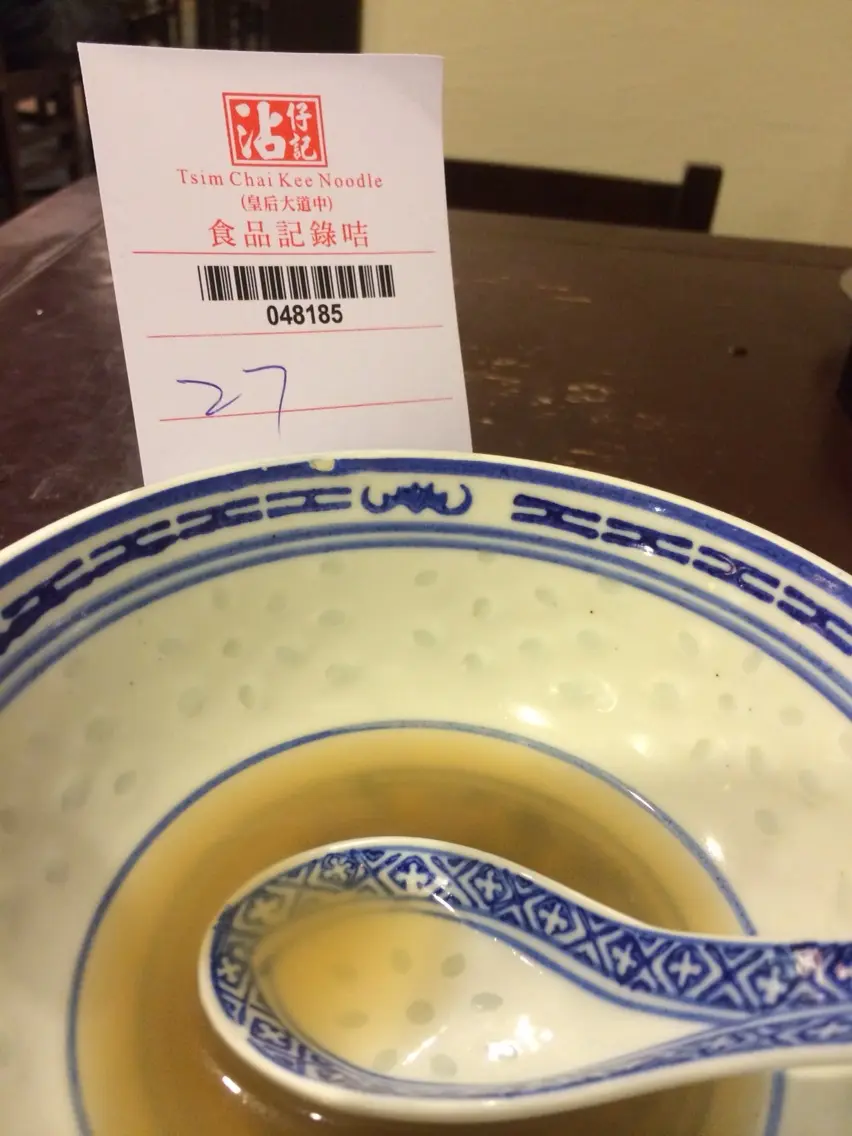 沾仔記
Tsim Chai Kee Noodle
(皇后大道中)
食品記錄咭
048185
27